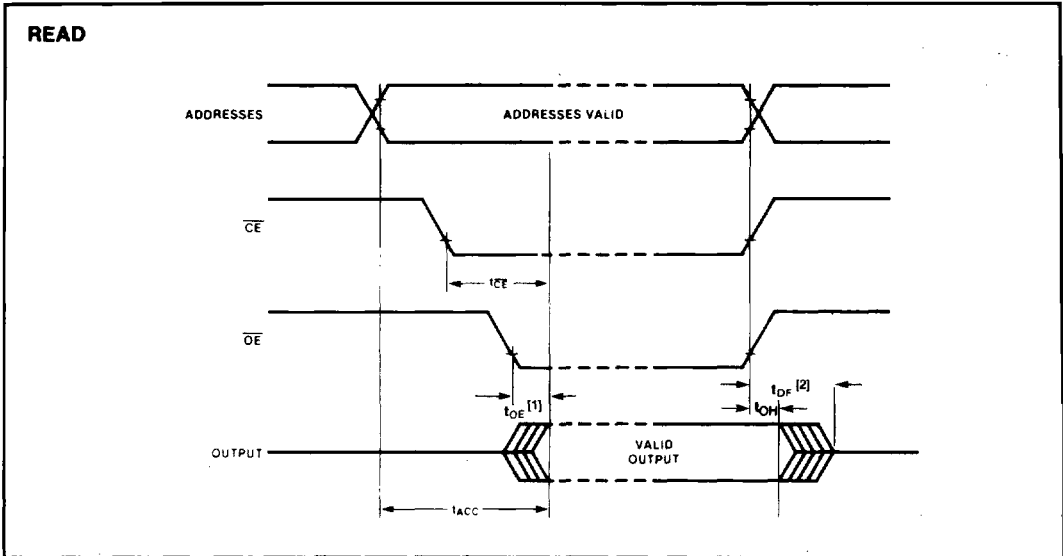 READ
ADDRESSES
ADDRESSES VALID
CE
tCE
OE
tOE [1]
tDF [2]
tOH
OUTPUT
VALID
OUTPUT
tACC